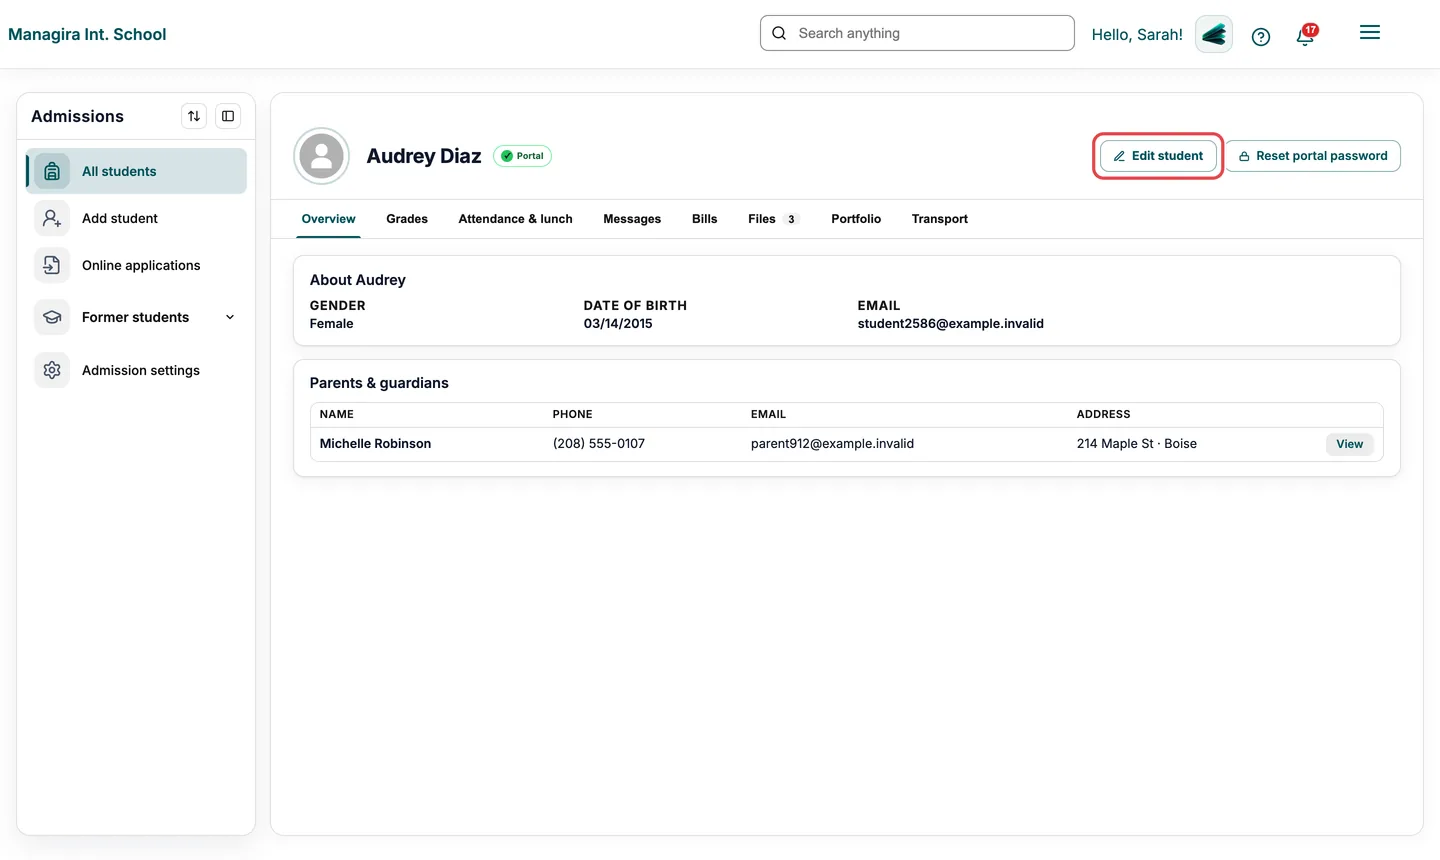 Managira Int. School
Search anything
Hello, Sarah!
17
Admissions
All students
Add student
Online applications
Former students
Admission settings
Audrey Diaz
Portal
Edit student
Reset portal password
Overview Grades Attendance & lunch Messages Bills Files 3 Portfolio Transport
About Audrey
GENDER DATE OF BIRTH EMAIL
Female 03/14/2015 student2586@example.invalid
Parents & guardians
NAME PHONE EMAIL ADDRESS
Michelle Robinson (208) 555-0107 parent912@example.invalid 214 Maple St · Boise View